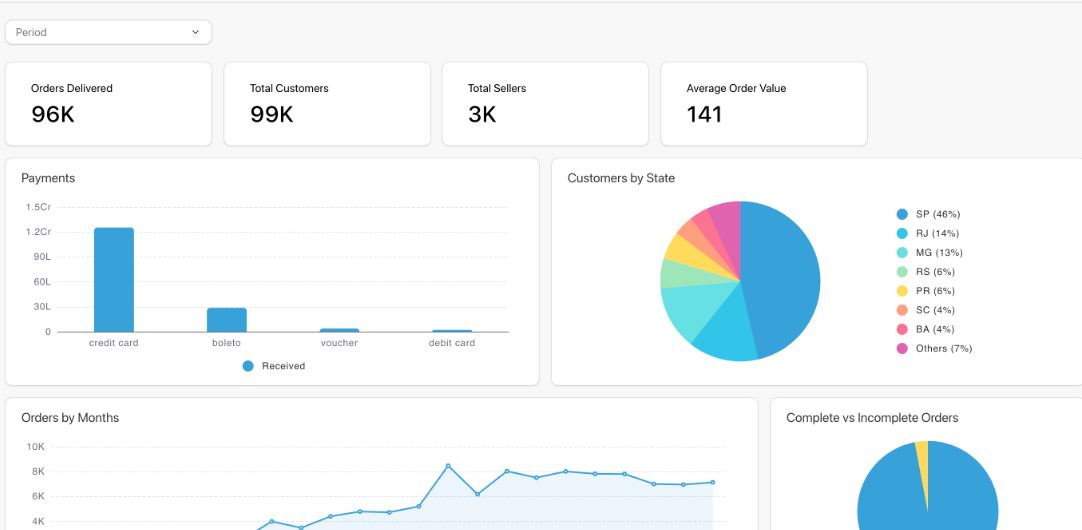 Period
Orders Delivered
96K
Total Customers
99K
Total Sellers
3K
Average Order Value
141
Payments
1.5Cr
1.2Cr
90L
60L
30L
0
credit card
boleto
voucher
debit card
Received
Customers by State
SP (46%)
RJ (14%)
MG (13%)
RS (6%)
PR (6%)
SC (4%)
BA (4%)
Others (7%)
Orders by Months
10K
8K
6K
4K
Complete vs Incomplete Orders